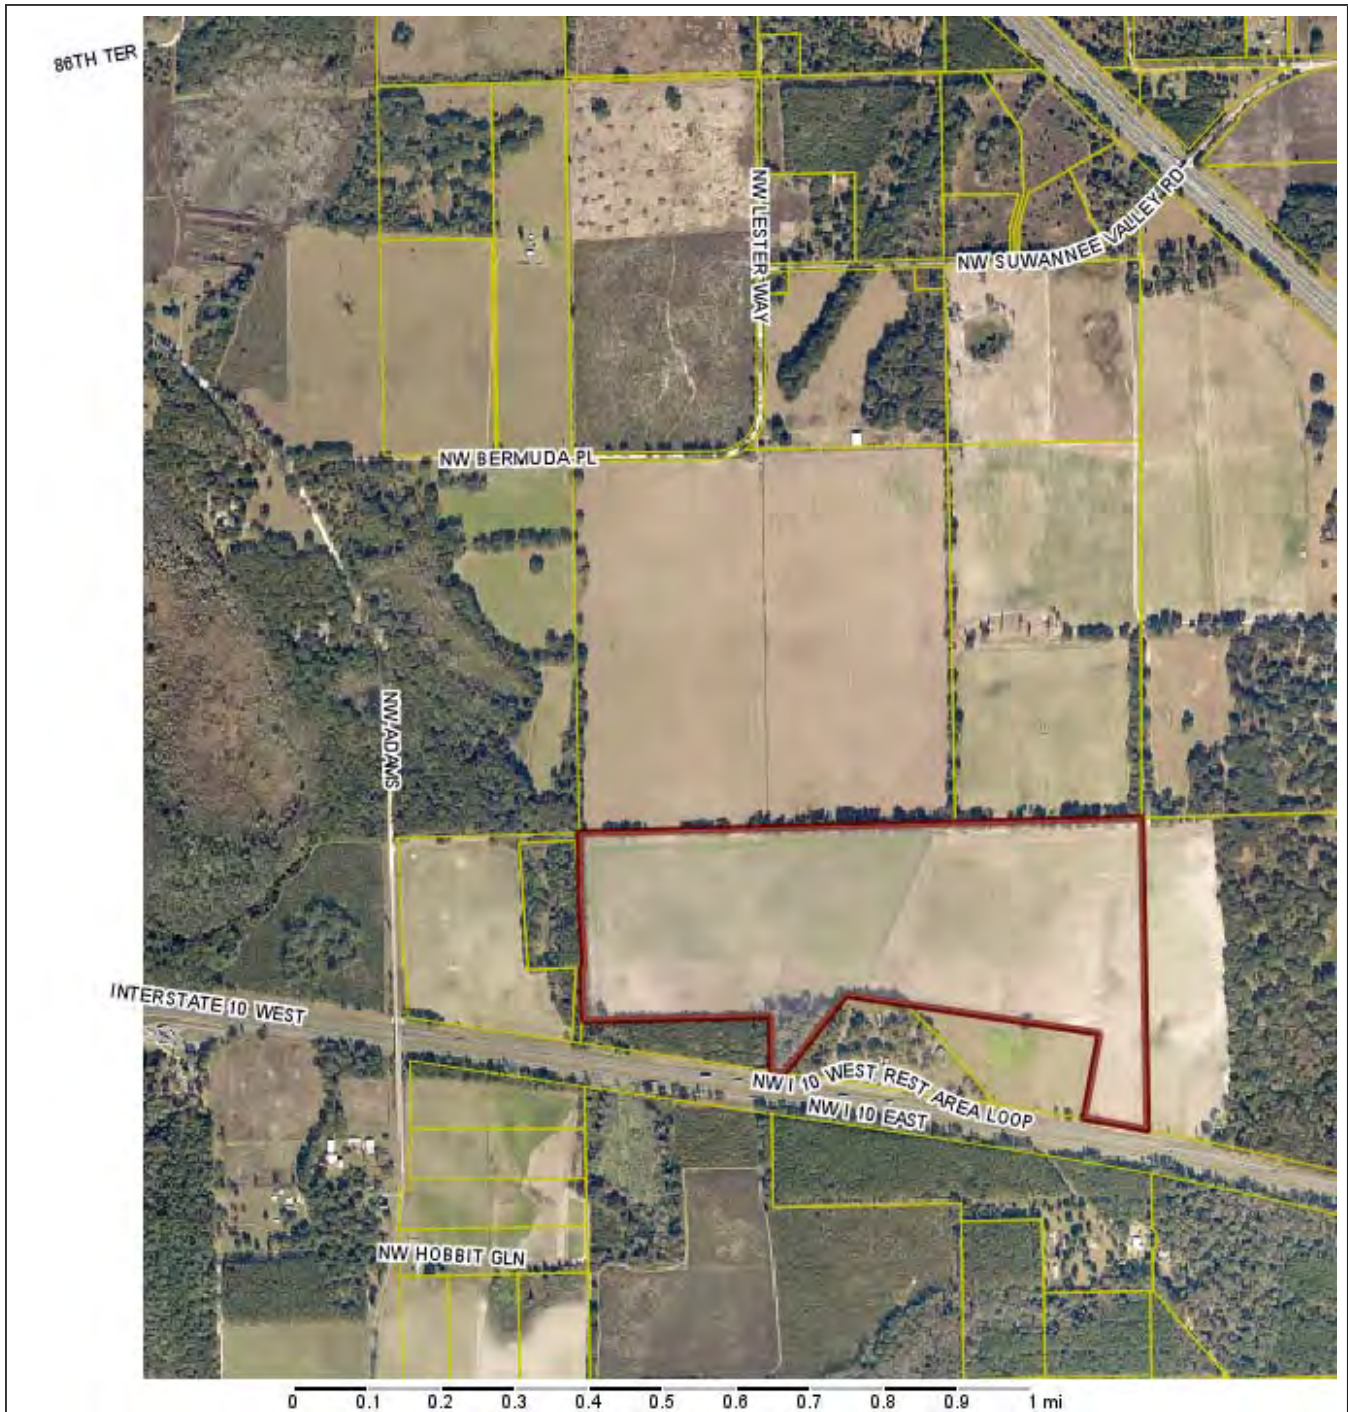 86TH TER
NW LESTER WAY
NW SUWANNEE VALLEY RD
NW BERMUDA PL
NW ADAMS
INTERSTATE 10 WEST
NW I 10 WEST REST AREA LOOP
NW I 10 EAST
NW HOBBIT GLN
0 0.1 0.2 0.3 0.4 0.5 0.6 0.7 0.8 0.9 1 mi